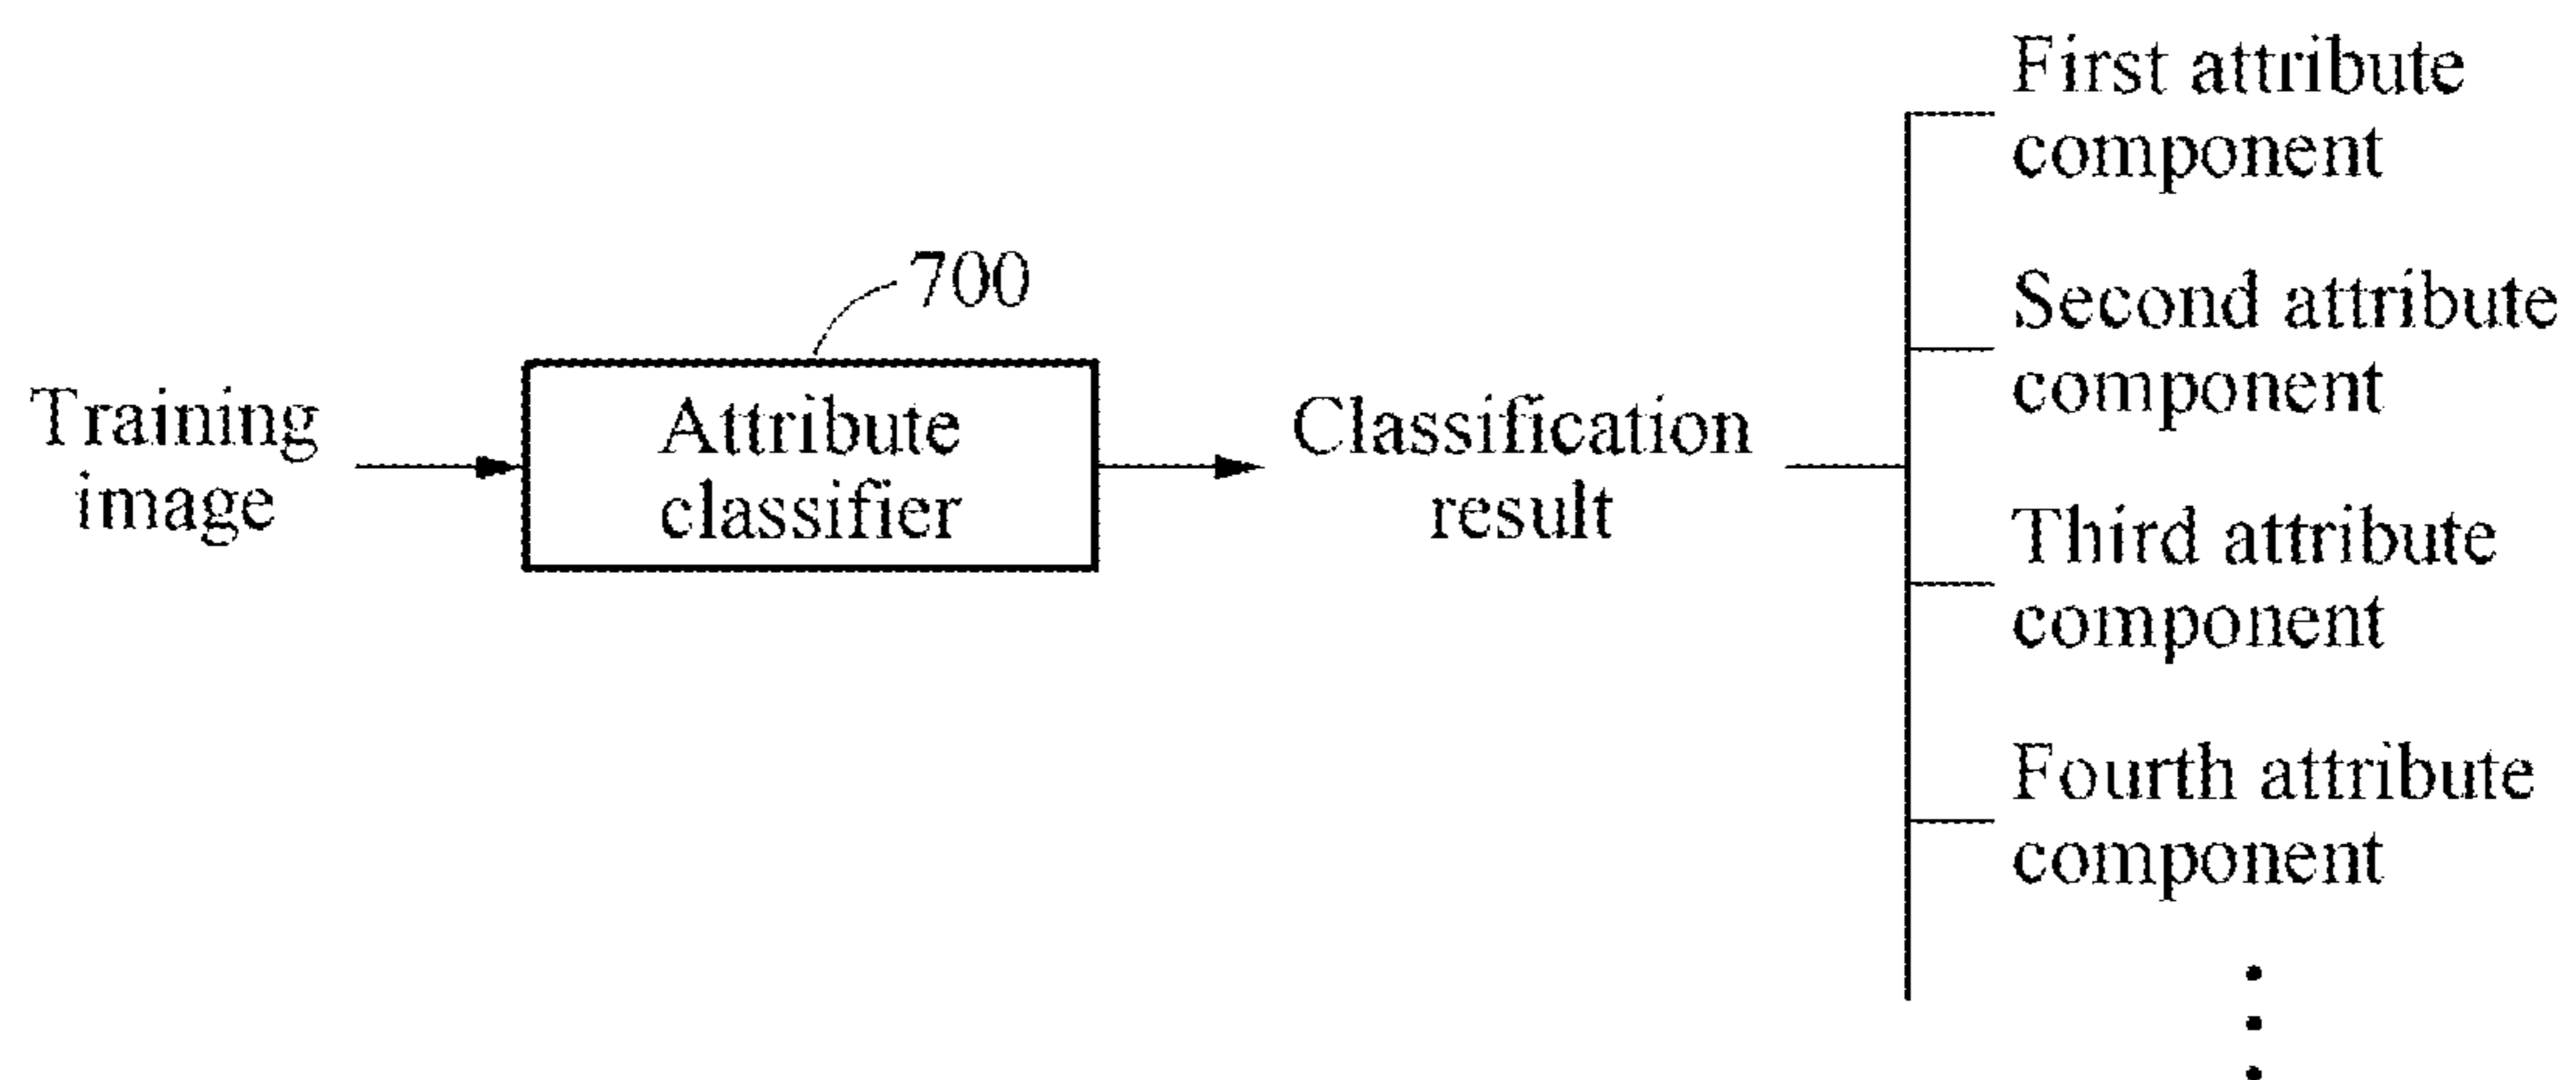 Training
image
700
Attribute
classifier
Classification
result
First attribute
component
Second attribute
component
Third attribute
component
Fourth attribute
component